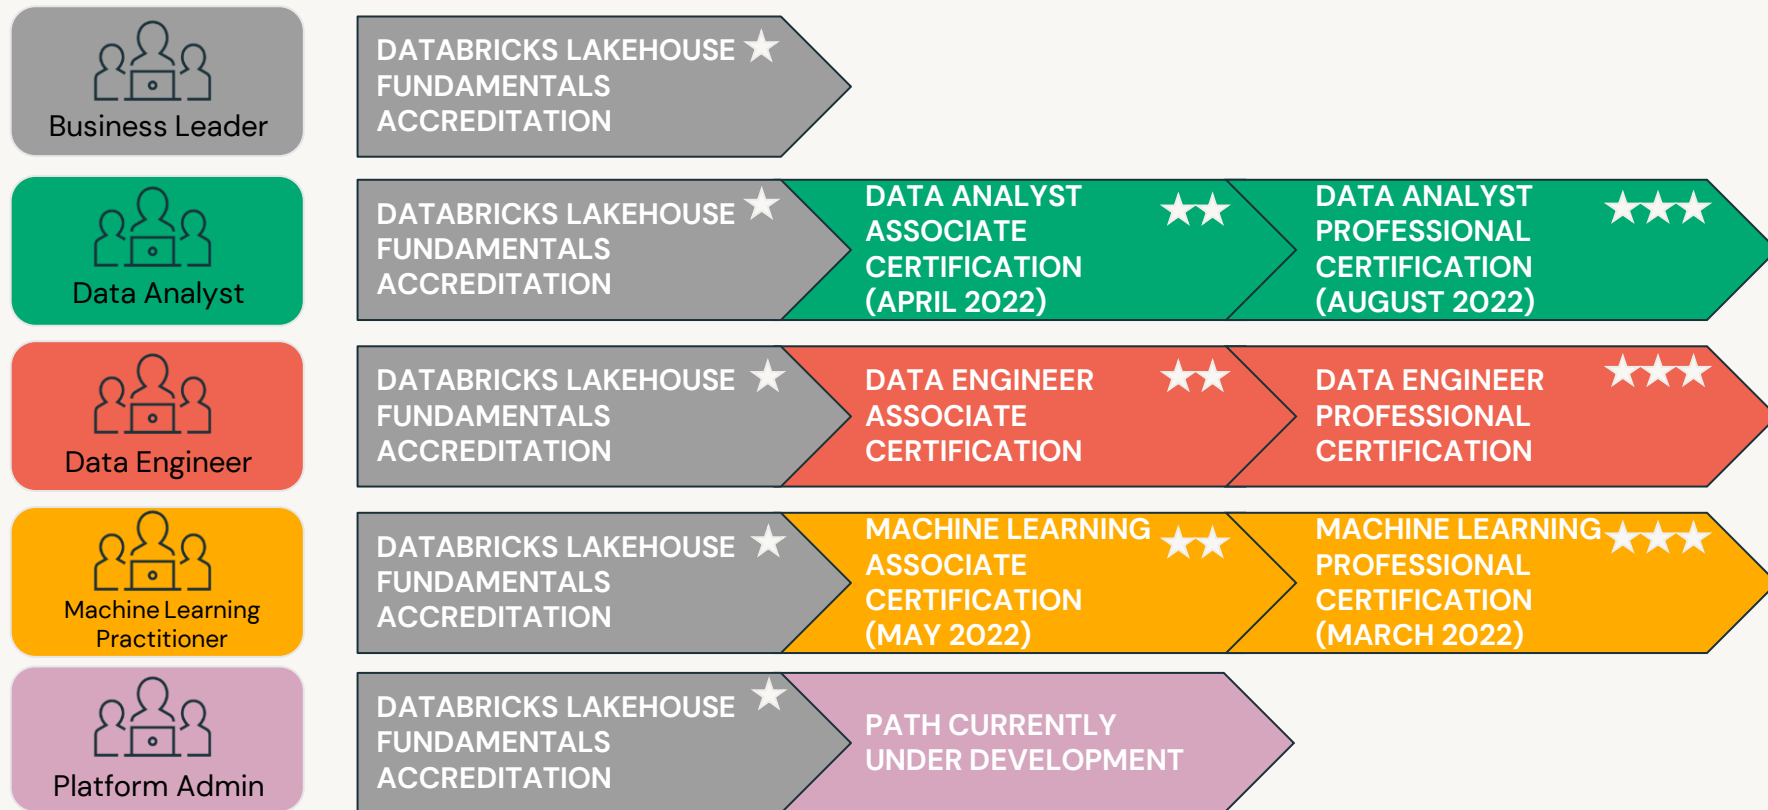 Business Leader
DATABRICKS LAKEHOUSE
FUNDAMENTALS
ACCREDITATION
Data Analyst
DATABRICKS LAKEHOUSE
FUNDAMENTALS
ACCREDITATION
DATA ANALYST
ASSOCIATE
CERTIFICATION
(APRIL 2022)
DATA ANALYST
PROFESSIONAL
CERTIFICATION
(AUGUST 2022)
Data Engineer
DATABRICKS LAKEHOUSE
FUNDAMENTALS
ACCREDITATION
DATA ENGINEER
ASSOCIATE
CERTIFICATION
DATA ENGINEER
PROFESSIONAL
CERTIFICATION
Machine Learning
Practitioner
DATABRICKS LAKEHOUSE
FUNDAMENTALS
ACCREDITATION
MACHINE LEARNING
ASSOCIATE
CERTIFICATION
(MAY 2022)
MACHINE LEARNING
PROFESSIONAL
CERTIFICATION
(MARCH 2022)
Platform Admin
DATABRICKS LAKEHOUSE
FUNDAMENTALS
ACCREDITATION
PATH CURRENTLY
UNDER DEVELOPMENT